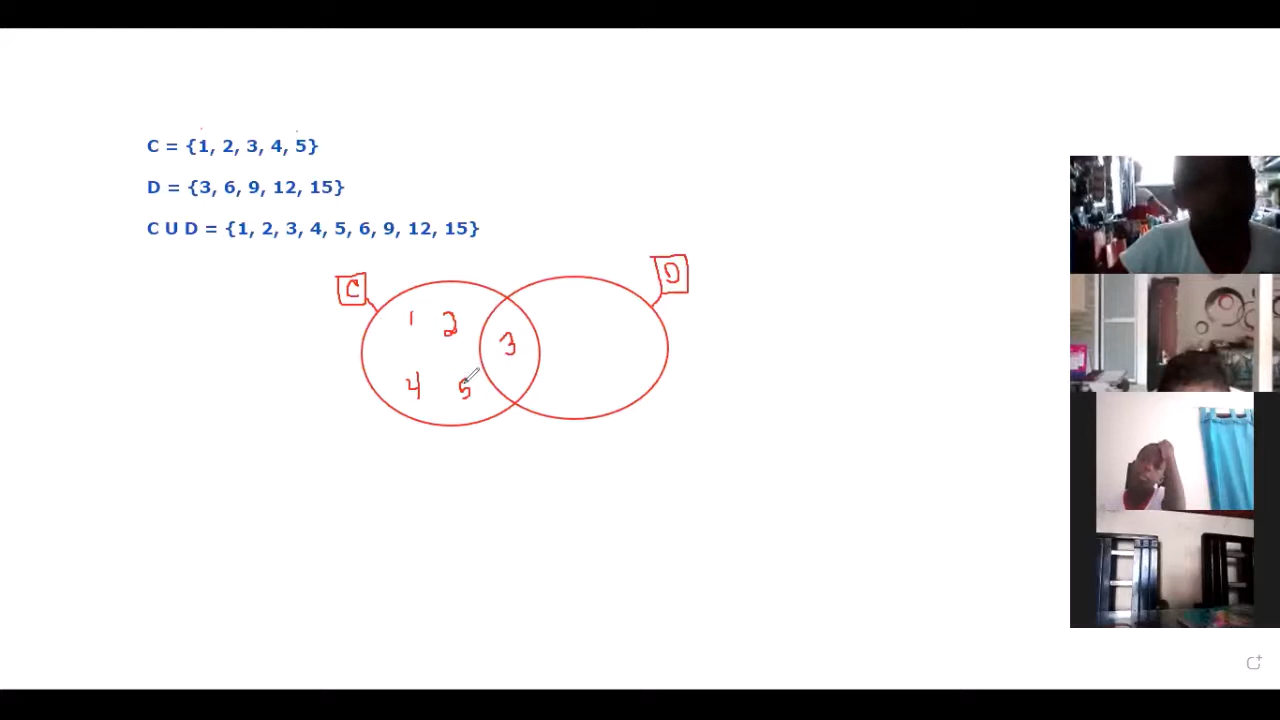 C = {1, 2, 3, 4, 5}
D = {3, 6, 9, 12, 15}
C U D = {1, 2, 3, 4, 5, 6, 9, 12, 15}
C
D
1 2
3
4 5